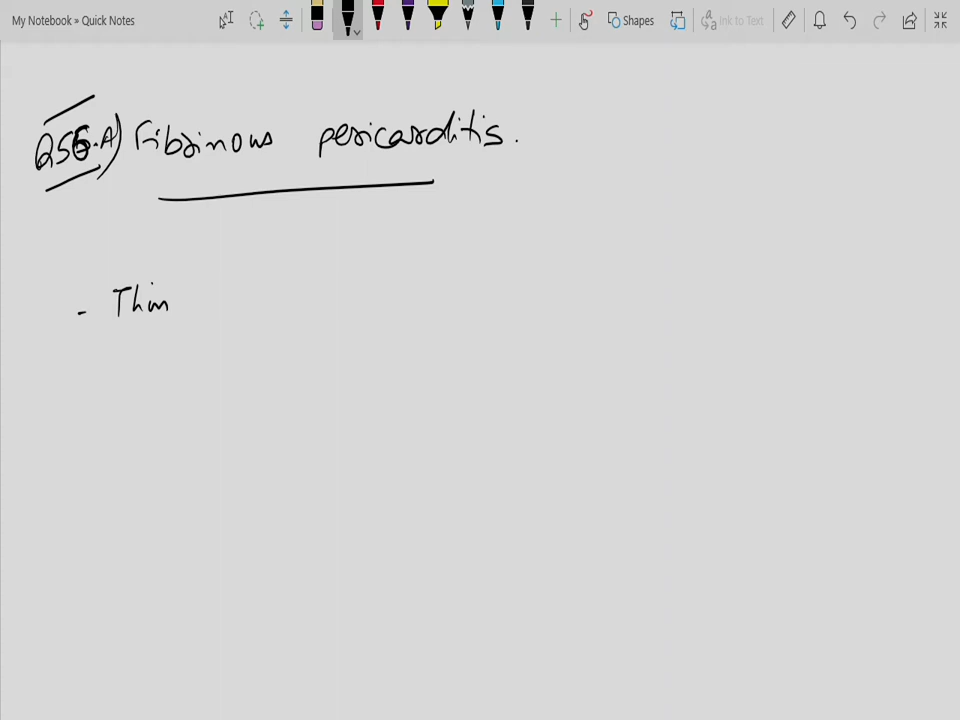 My Notebook » Quick Notes
Shapes
Ink to Text
Q56.A) Fibrinous pericarditis.
- Thin